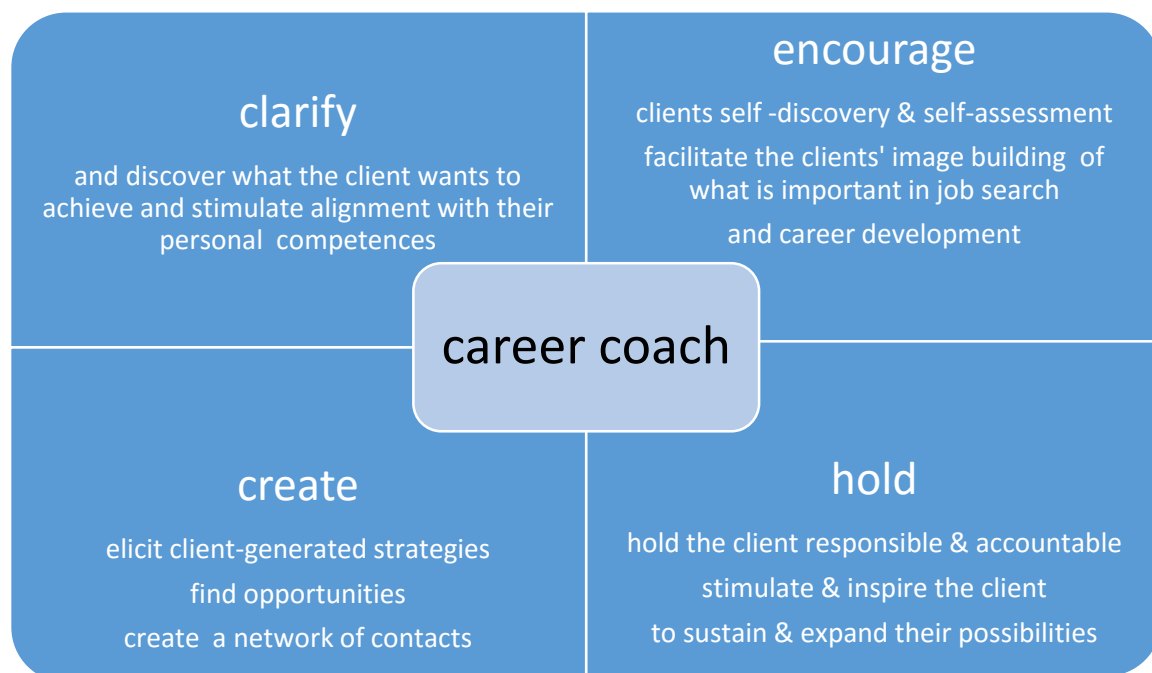 clarify
and discover what the client wants to
achieve and stimulate alignment with their
personal competences
encourage
clients self -discovery & self-assessment
facilitate the clients' image building of
what is important in job search
and career development
career coach
create
elicit client-generated strategies
find opportunities
create a network of contacts
hold
hold the client responsible & accountable
stimulate & inspire the client
to sustain & expand their possibilities